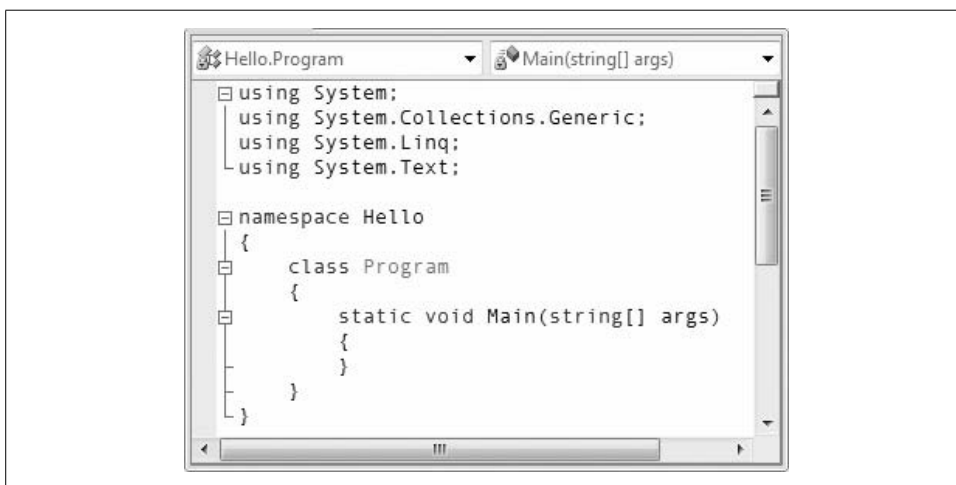 Hello.Program Main(string[] args)
using System;
using System.Collections.Generic;
using System.Linq;
using System.Text;
namespace Hello
{
class Program
{
static void Main(string[] args)
{
}
}
}